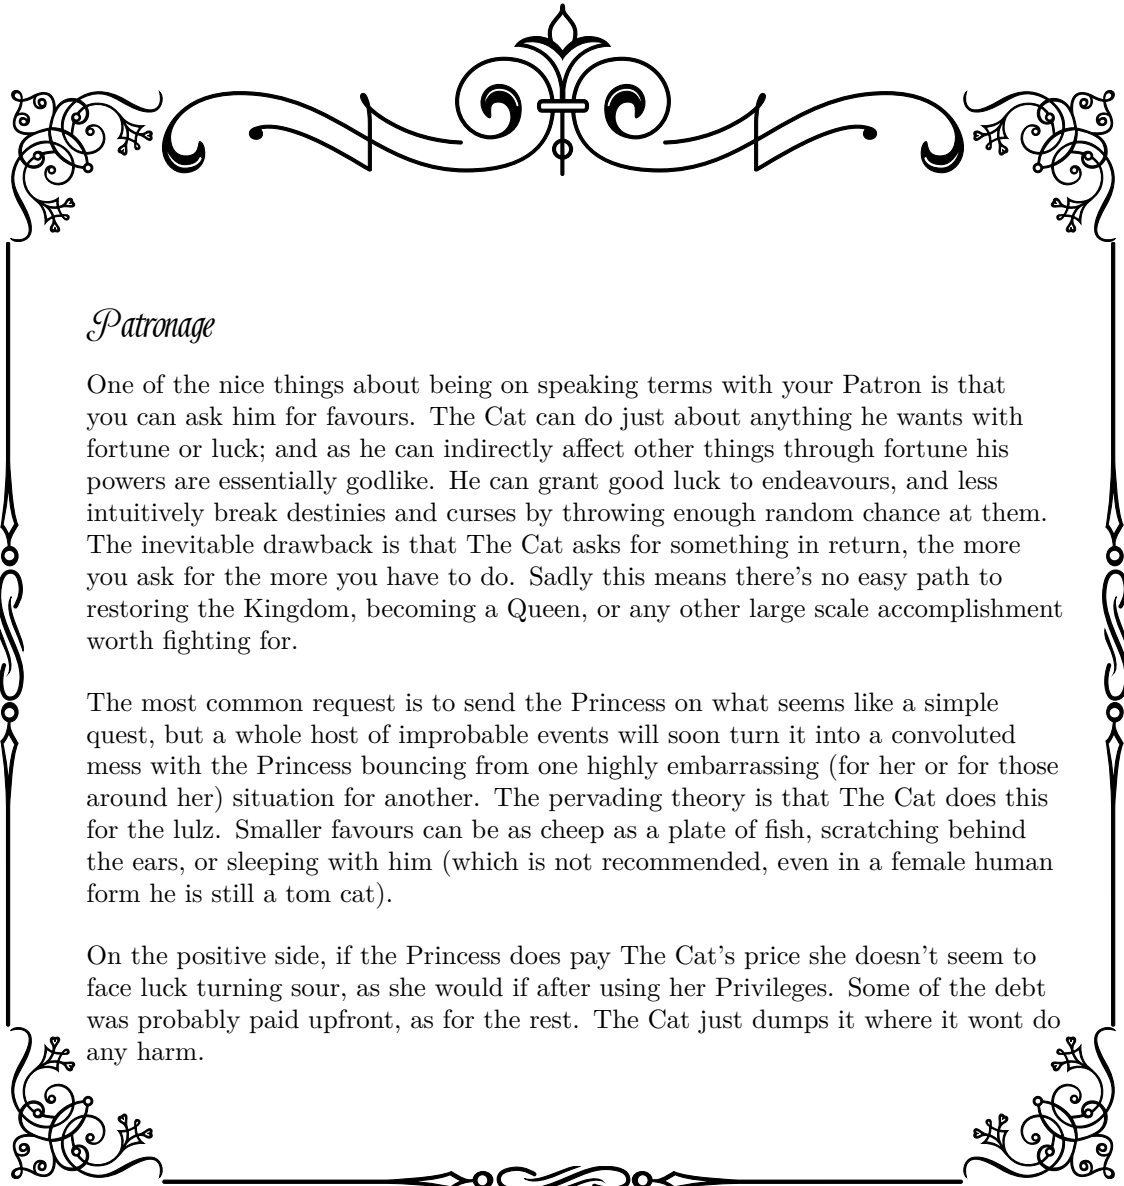 Patronage
One of the nice things about being on speaking terms with your Patron is that
you can ask him for favours. The Cat can do just about anything he wants with
fortune or luck; and as he can indirectly affect other things through fortune his
powers are essentially godlike. He can grant good luck to endeavours, and less
intuitively break destinies and curses by throwing enough random chance at them.
The inevitable drawback is that The Cat asks for something in return, the more
you ask for the more you have to do. Sadly this means there's no easy path to
restoring the Kingdom, becoming a Queen, or any other large scale accomplishment
worth fighting for.
The most common request is to send the Princess on what seems like a simple
quest, but a whole host of improbable events will soon turn it into a convoluted
mess with the Princess bouncing from one highly embarrassing (for her or for those
around her) situation for another. The pervading theory is that The Cat does this
for the lulz. Smaller favours can be as cheep as a plate of fish, scratching behind
the ears, or sleeping with him (which is not recommended, even in a female human
form he is still a tom cat).
On the positive side, if the Princess does pay The Cat's price she doesn't seem to
face luck turning sour, as she would if after using her Privileges. Some of the debt
was probably paid upfront, as for the rest. The Cat just dumps it where it wont do
any harm.